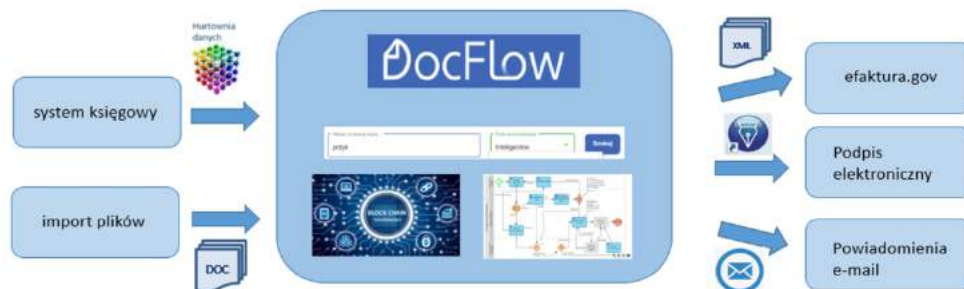 Hurtownia
danych
system księgowy
import plików
DOC
DocFlow
przyk
Inteligentne
Szukaj
BLOCK CHAIN
XML
efaktura.gov
Podpis
elektroniczny
Powiadomienia
e-mail